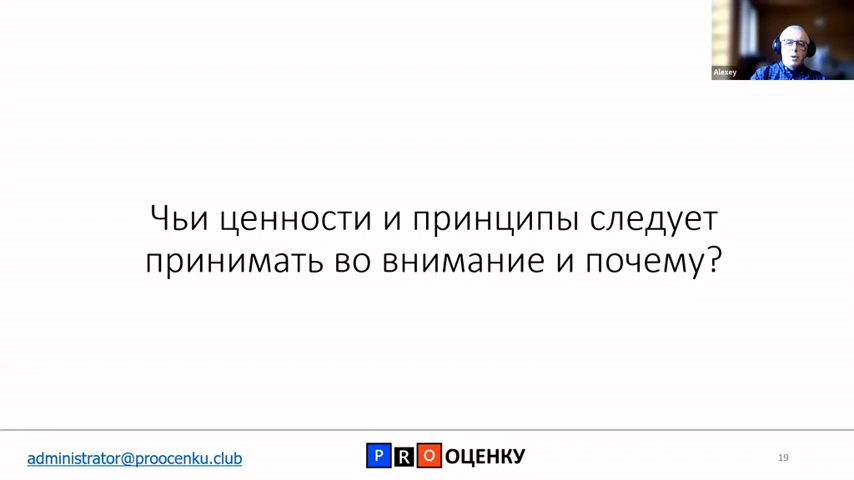 Alexey
Чьи ценности и принципы следует
принимать во внимание и почему?
administrator@proocenku.club
PRO ОЦЕНКУ
19